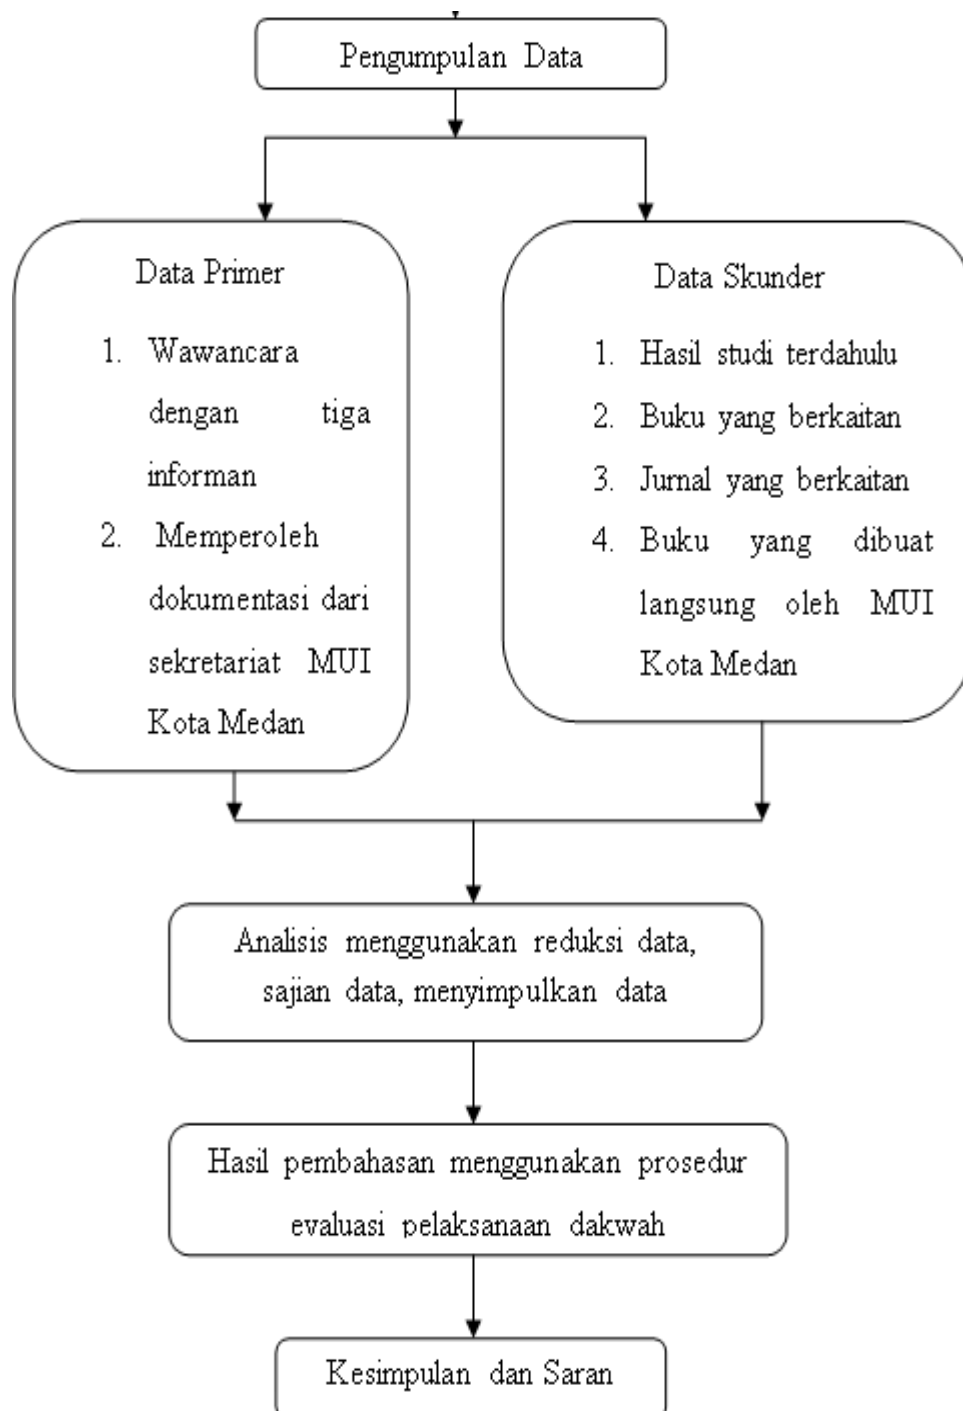 Pengumpulan Data
Data Primer
1. Wawancara
dengan tiga
informan
2. Memperoleh
dokumentasi dari
sekretariat MUI
Kota Medan
Data Skunder
1. Hasil studi terdahulu
2. Buku yang berkaitan
3. Jurnal yang berkaitan
4. Buku yang dibuat
langsung oleh MUI
Kota Medan
Analisis menggunakan reduksi data,
sajian data, menyimpulkan data
Hasil pembahasan menggunakan prosedur
evaluasi pelaksanaan dakwah
Kesimpulan dan Saran